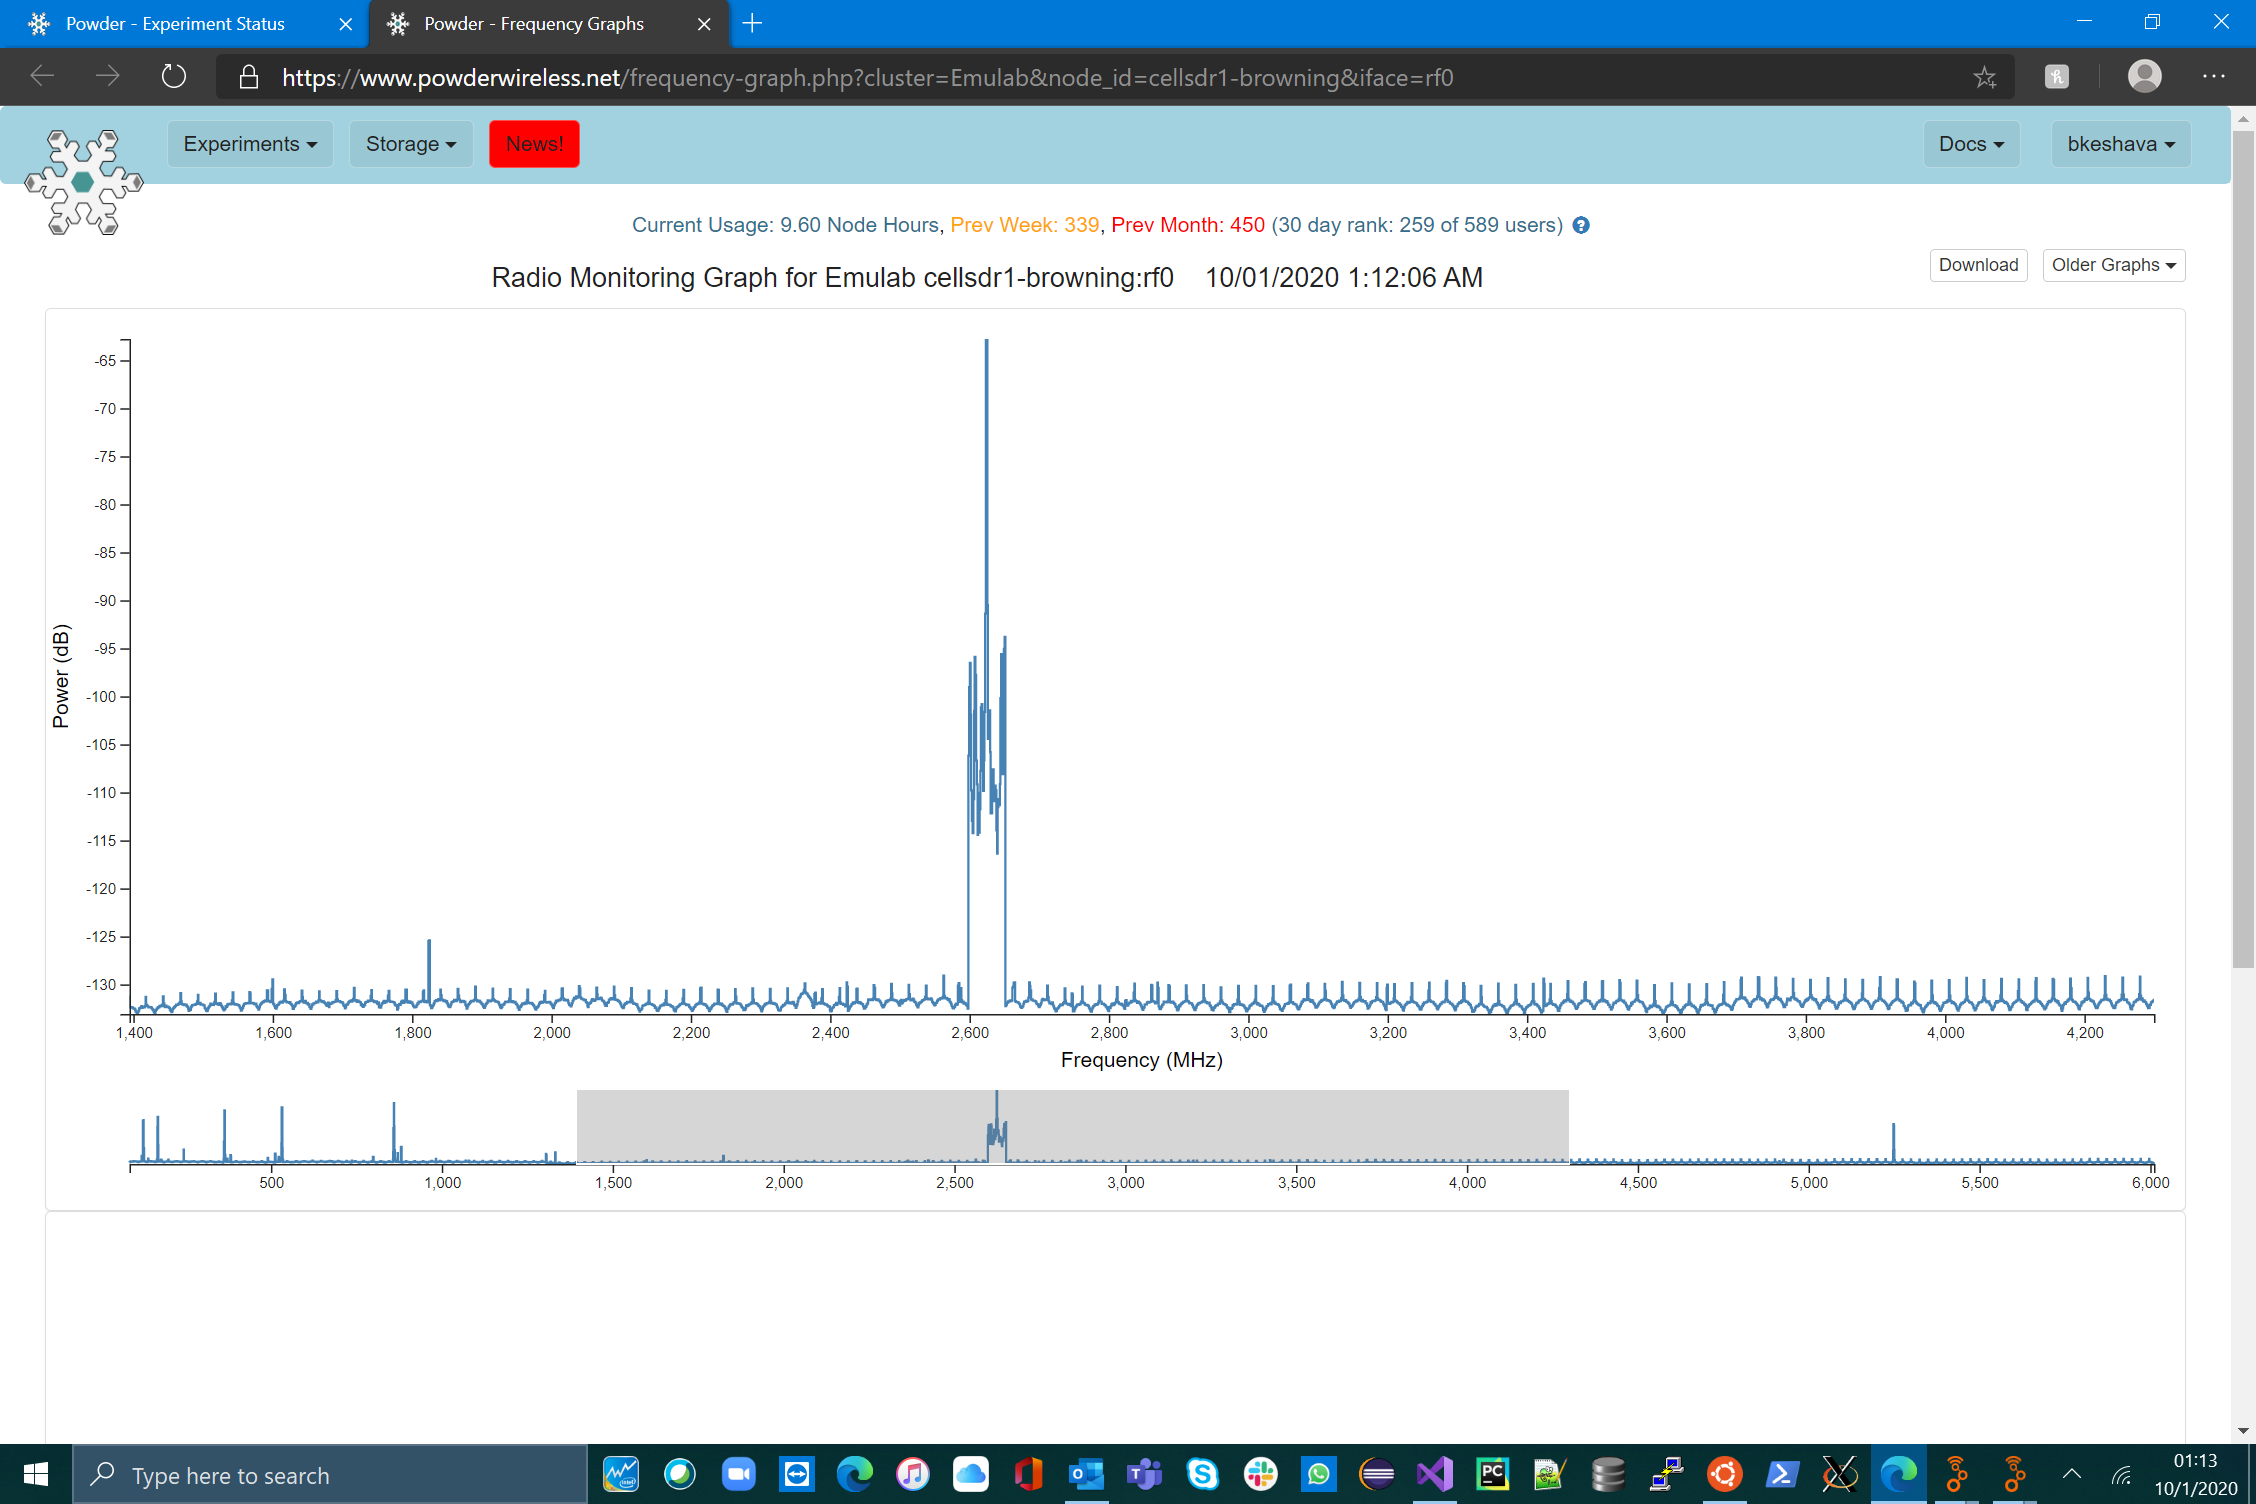 Powder - Experiment Status
Powder - Frequency Graphs
https://www.powderwireless.net/frequency-graph.php?cluster=Emulab&node_id=cellsdr1-browning&iface=rf0
Experiments
Storage
News!
Docs
bkeshava
Current Usage: 9.60 Node Hours, Prev Week: 339, Prev Month: 450 (30 day rank: 259 of 589 users)
Radio Monitoring Graph for Emulab cellsdr1-browning:rf0 10/01/2020 1:12:06 AM
Download
Older Graphs
Power (dB)
-65
-70
-75
-80
-85
-90
-95
-100
-105
-110
-115
-120
-125
-130
1,400 1,600 1,800 2,000 2,200 2,400 2,600 2,800 3,000 3,200 3,400 3,600 3,800 4,000 4,200
Frequency (MHz)
500 1,000 1,500 2,000 2,500 3,000 3,500 4,000 4,500 5,000 5,500 6,000
Type here to search
01:13
10/1/2020